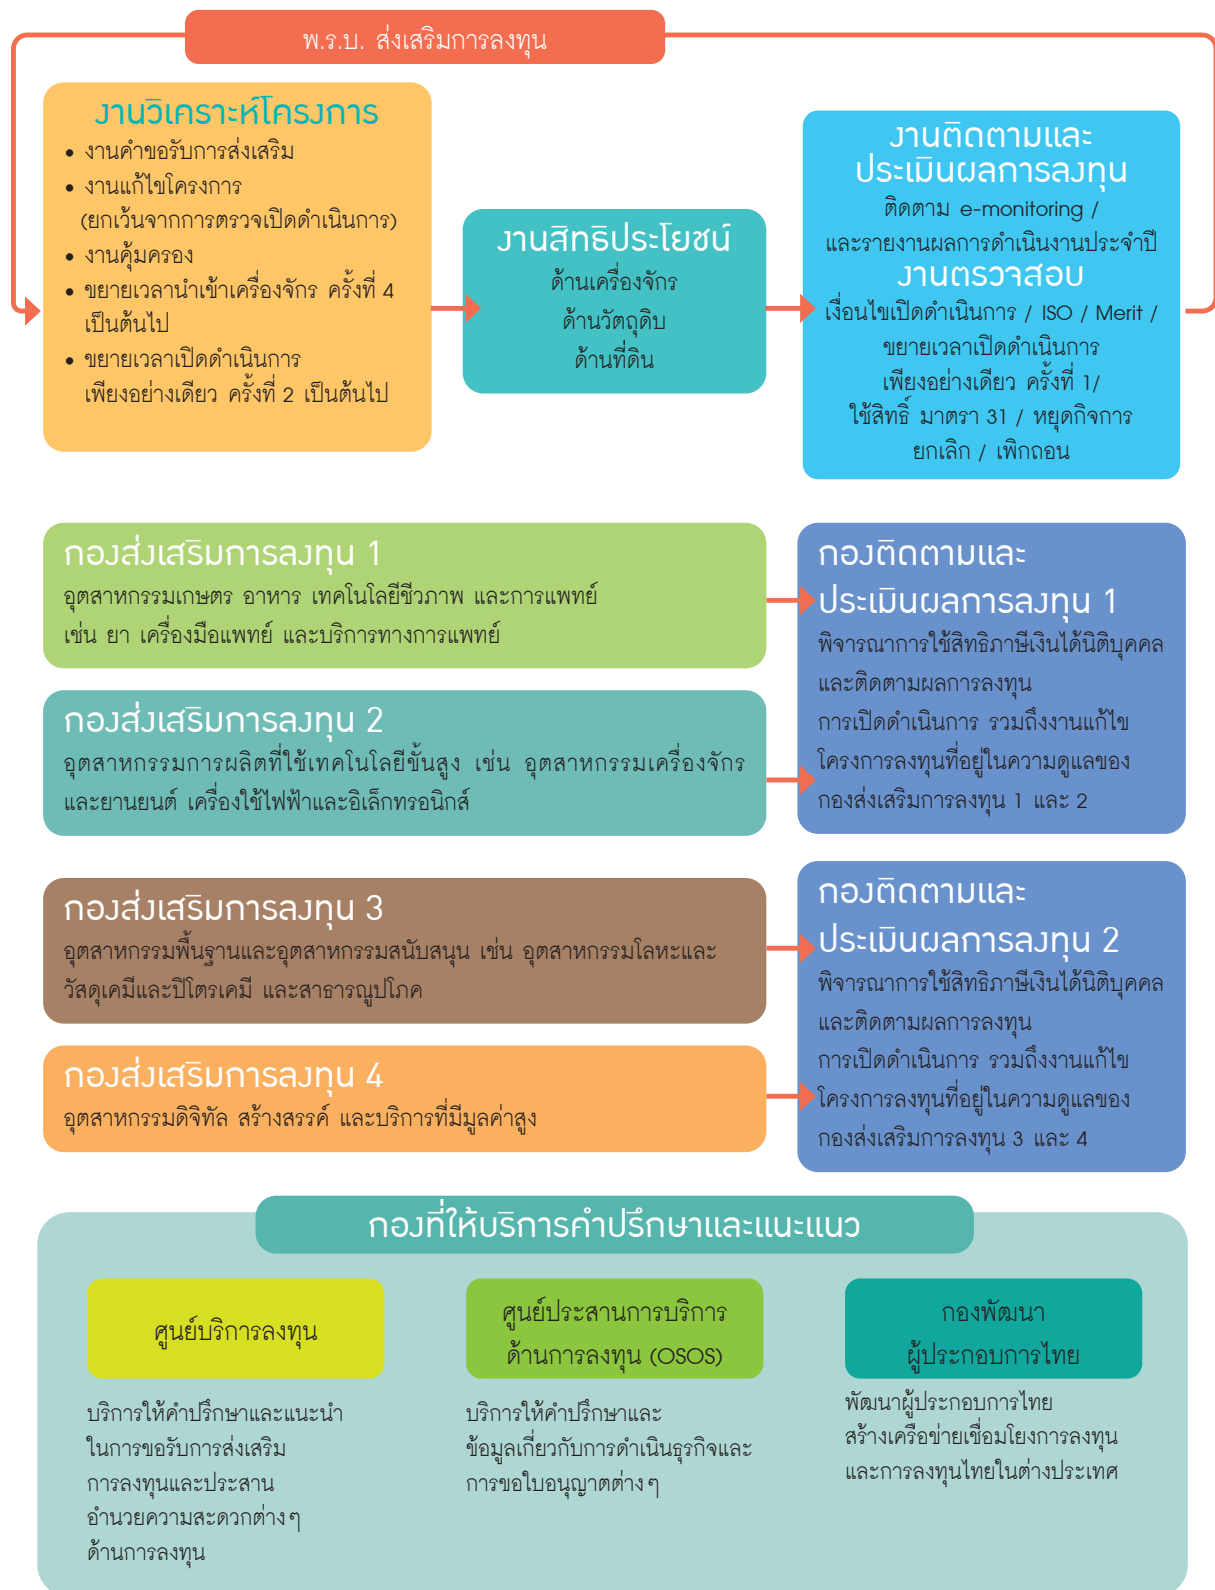 พ.ร.บ. ส่งเสริมการลงทุน
งานวิเคราะห์โครงการ
• งานคำขอรับการส่งเสริม
• งานแก้ไขโครงการ
(ยกเว้นจากการตรวจเปิดดำเนินการ)
• งานคุ้มครอง
• ขยายเวลานำเข้าเครื่องจักร ครั้งที่ 4
เป็นต้นไป
• ขยายเวลาเปิดดำเนินการ
เพียงอย่างเดียว ครั้งที่ 2 เป็นต้นไป
งานสิทธิประโยชน์
ด้านเครื่องจักร
ด้านวัตถุดิบ
ด้านที่ดิน
งานติดตามและ
ประเมินผลการลงทุน
ติดตาม e-monitoring /
และรายงานผลการดำเนินงานประจำปี
งานตรวจสอบ
เงื่อนไขเปิดดำเนินการ / ISO / Merit /
ขยายเวลาเปิดดำเนินการ
เพียงอย่างเดียว ครั้งที่ 1/
ใช้สิทธิ์ มาตรา 31 / หยุดกิจการ
ยกเลิก / เพิกถอน
กองส่งเสริมการลงทุน 1
อุตสาหกรรมเกษตร อาหาร เทคโนโลยีชีวภาพ และการแพทย์
เช่น ยา เครื่องมือแพทย์ และบริการทางการแพทย์
กองส่งเสริมการลงทุน 2
อุตสาหกรรมการผลิตที่ใช้เทคโนโลยีขั้นสูง เช่น อุตสาหกรรมเครื่องจักร
และยานยนต์ เครื่องใช้ไฟฟ้าและอิเล็กทรอนิกส์
กองติดตามและ
ประเมินผลการลงทุน 1
พิจารณาการใช้สิทธิภาษีเงินได้นิติบุคคล
และติดตามผลการลงทุน
การเปิดดำเนินการ รวมถึงงานแก้ไข
โครงการลงทุนที่อยู่ในความดูแลของ
กองส่งเสริมการลงทุน 1 และ 2
กองส่งเสริมการลงทุน 3
อุตสาหกรรมพื้นฐานและอุตสาหกรรมสนับสนุน เช่น อุตสาหกรรมโลหะและ
วัสดุเคมีและปิโตรเคมี และสาธารณูปโภค
กองส่งเสริมการลงทุน 4
อุตสาหกรรมดิจิทัล สร้างสรรค์ และบริการที่มีมูลค่าสูง
กองติดตามและ
ประเมินผลการลงทุน 2
พิจารณาการใช้สิทธิภาษีเงินได้นิติบุคคล
และติดตามผลการลงทุน
การเปิดดำเนินการ รวมถึงงานแก้ไข
โครงการลงทุนที่อยู่ในความดูแลของ
กองส่งเสริมการลงทุน 3 และ 4
กองที่ให้บริการคำปรึกษาและแนะแนว
ศูนย์บริการลงทุน
บริการให้คำปรึกษาและแนะนำ
ในการขอรับการส่งเสริม
การลงทุนและประสาน
อำนวยความสะดวกต่างๆ
ด้านการลงทุน
ศูนย์ประสานการบริการ
ด้านการลงทุน (OSOS)
บริการให้คำปรึกษาและ
ข้อมูลเกี่ยวกับการดำเนินธุรกิจและ
การขอใบอนุญาตต่างๆ
กองพัฒนา
ผู้ประกอบการไทย
พัฒนาผู้ประกอบการไทย
สร้างเครือข่ายเชื่อมโยงการลงทุน
และการลงทุนไทยในต่างประเทศ